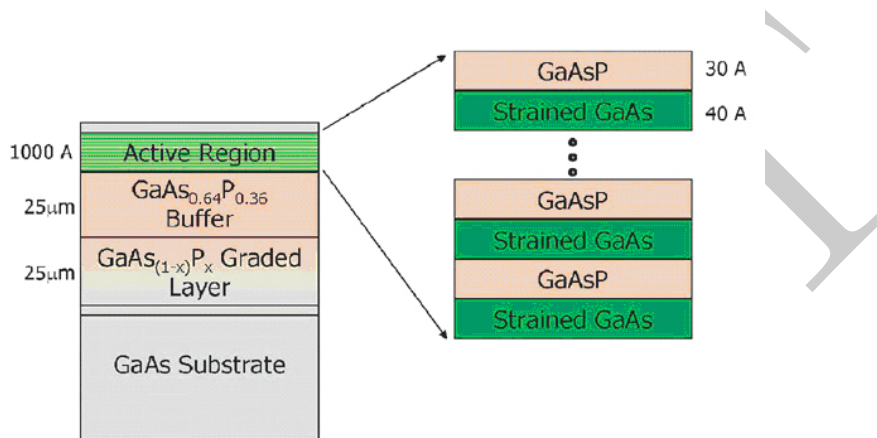 1000 A
Active Region
25μm
GaAs₀.₆₄P₀.₃₆
Buffer
25μm
GaAs₍₁₋ₓ₎Pₓ Graded
Layer
GaAs Substrate
GaAsP
30 A
Strained GaAs
40 A
GaAsP
Strained GaAs
GaAsP
Strained GaAs